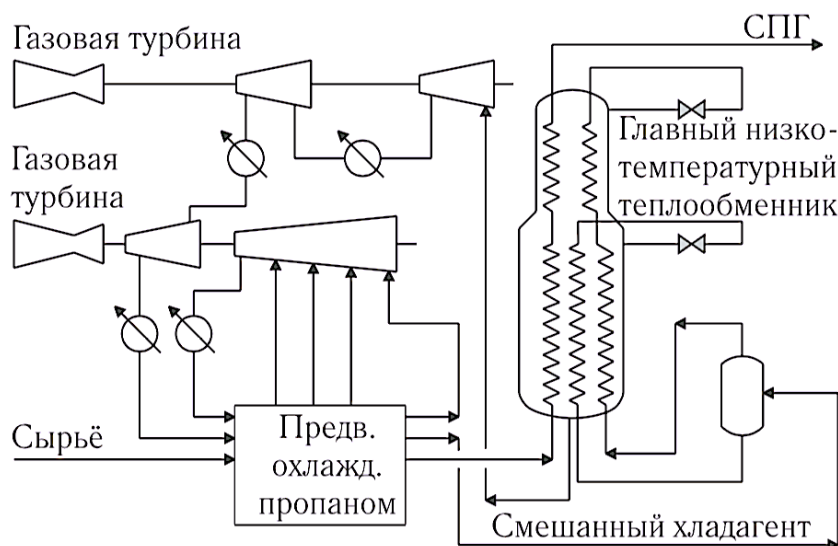 Газовая турбина
СПГ
Главный низко-
температурный
теплообменник
Газовая
турбина
Сырьё
Предв.
охлажд.
пропаном
Смешанный хладагент